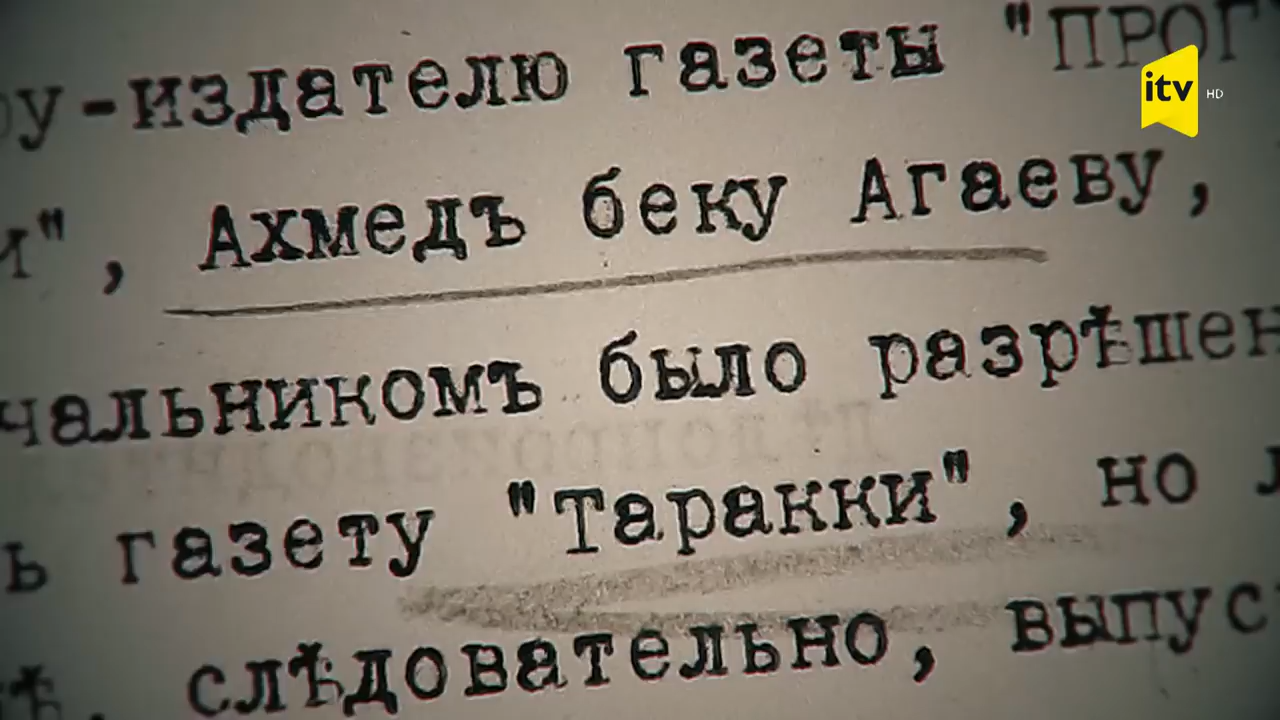 у-издателю газеты "ПРОГ
и", Ахмедъ беку Агаеву,
чальникомъ было разрѣшен
ь газету "Таракки", но
слѣдовательно, выпус
itv HD